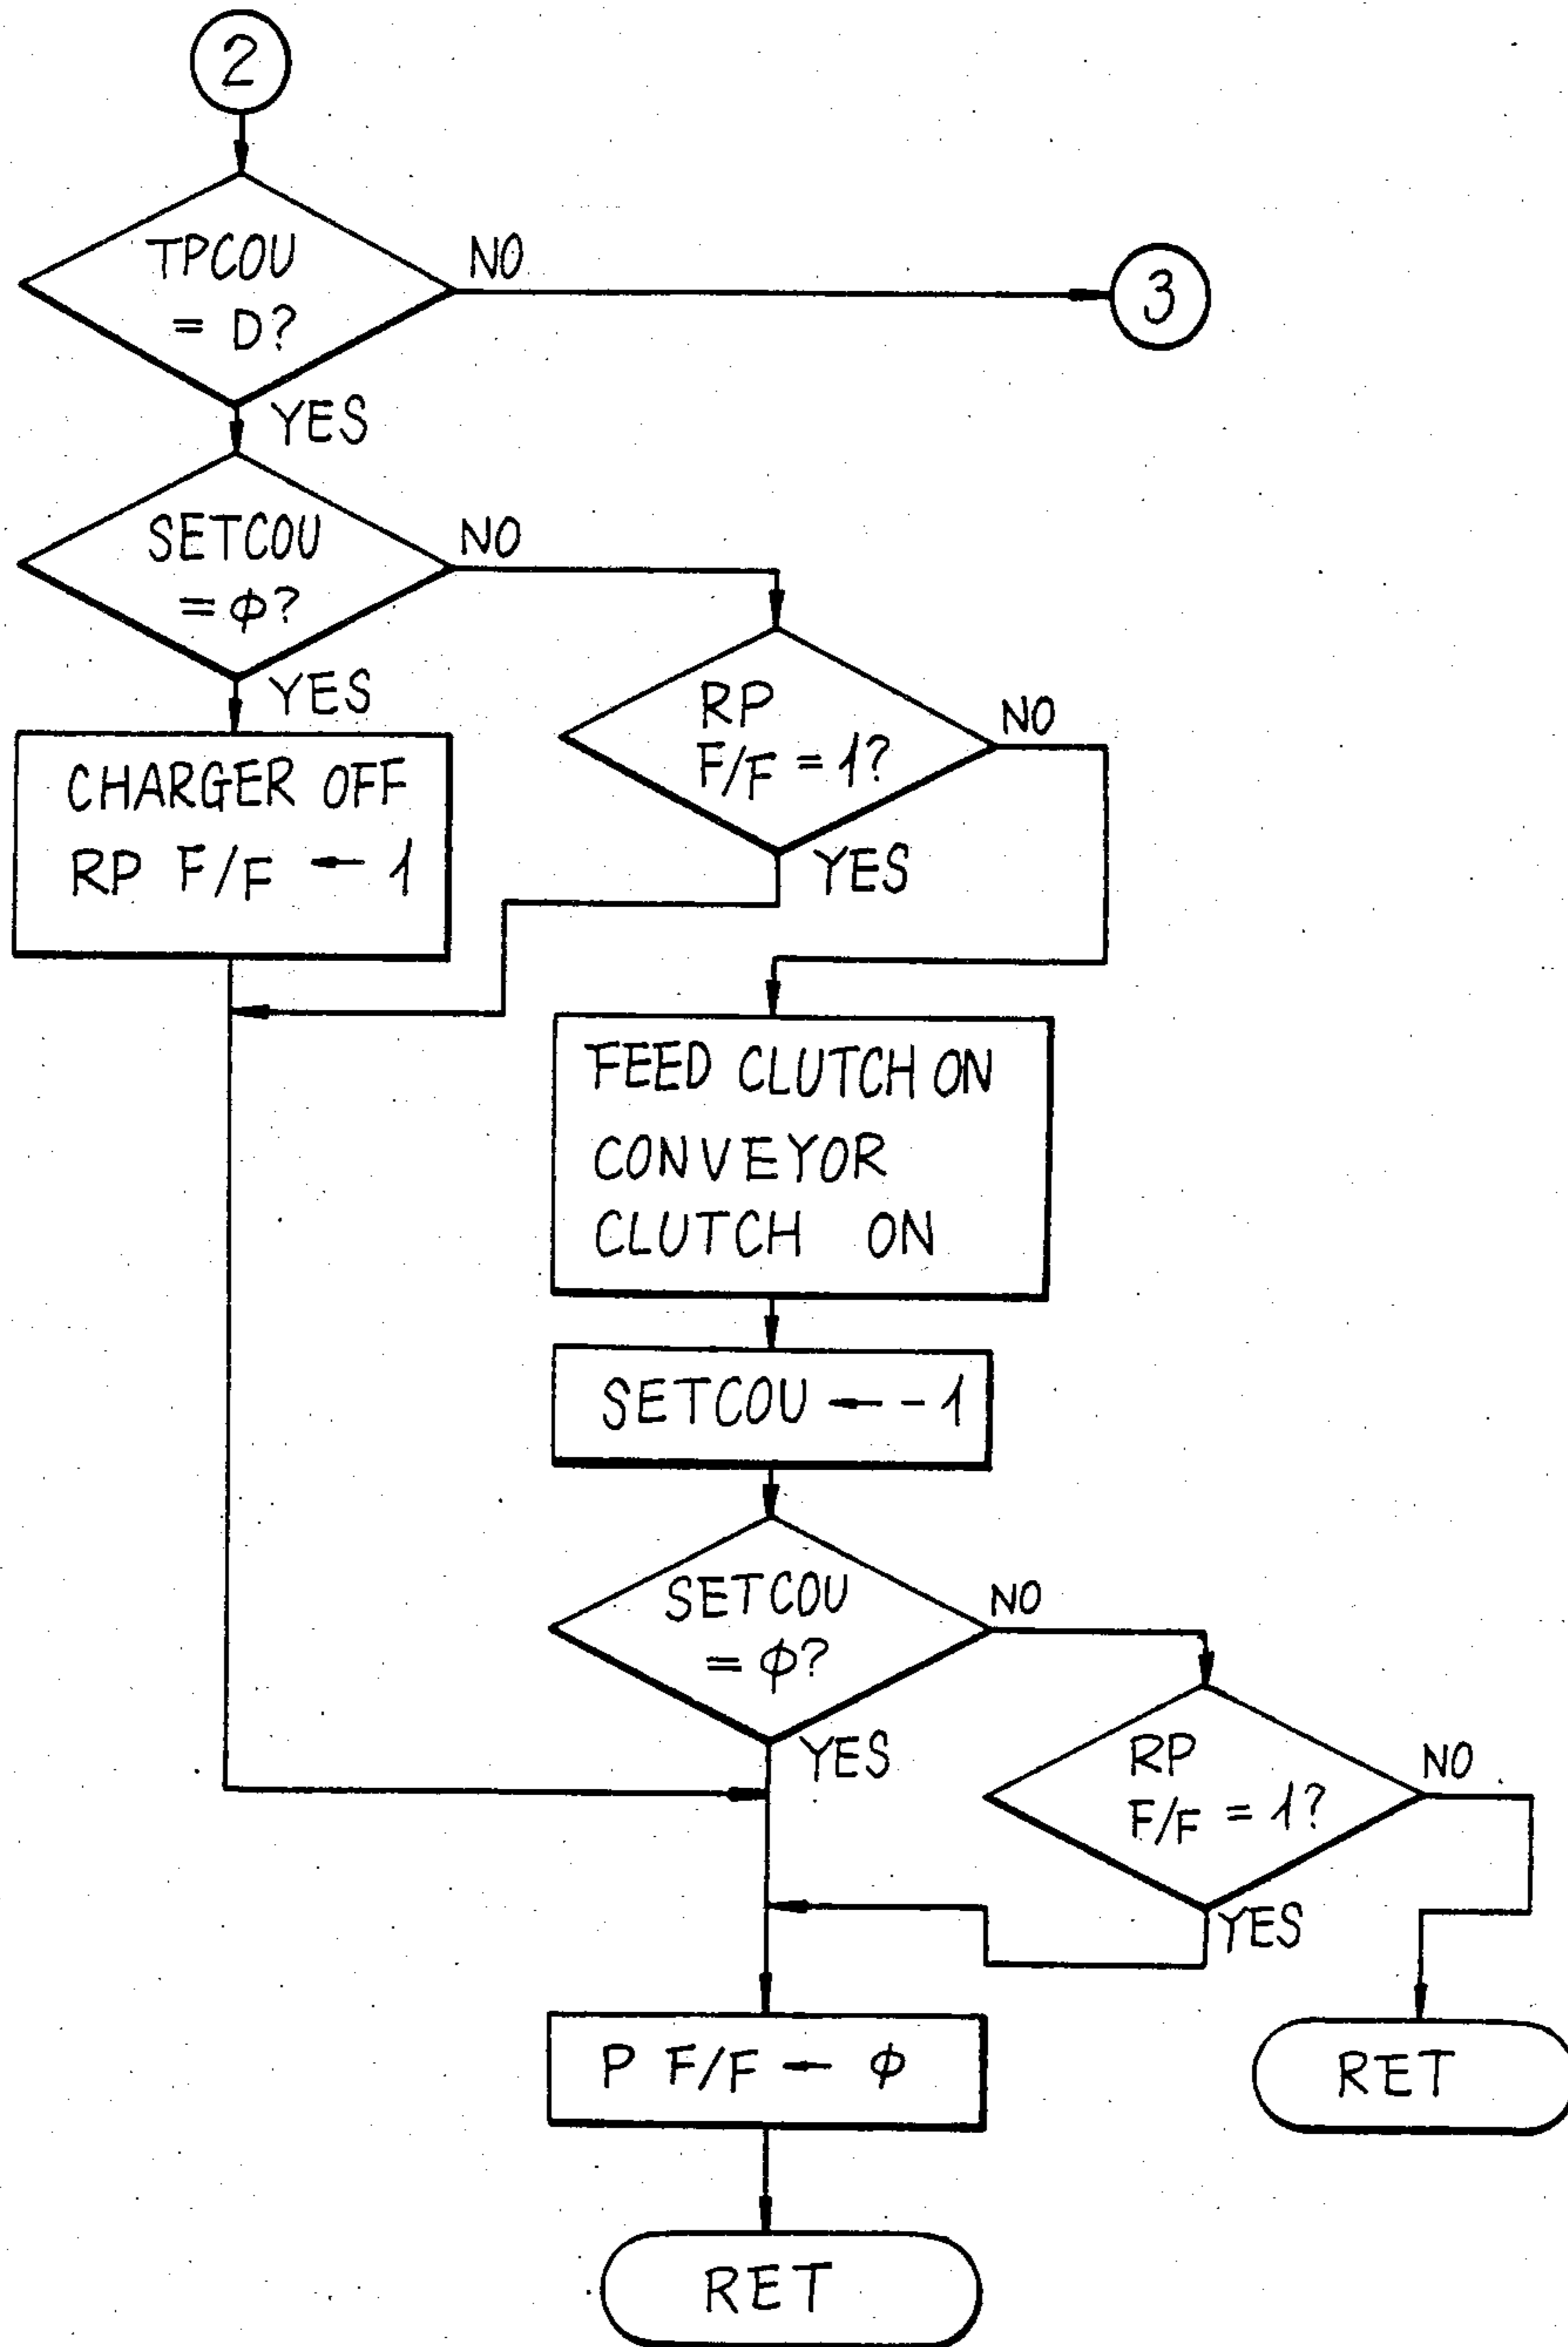 2
TPCOU
= D?
NO
3
YES
SETCOU
= φ?
NO
YES
CHARGER OFF
RP F/F ← 1
RP
F/F = 1?
NO
YES
FEED CLUTCH ON
CONVEYOR
CLUTCH ON
SETCOU ← - 1
SETCOU
= φ?
NO
YES
RP
F/F = 1?
NO
YES
P F/F ← φ
RET
RET